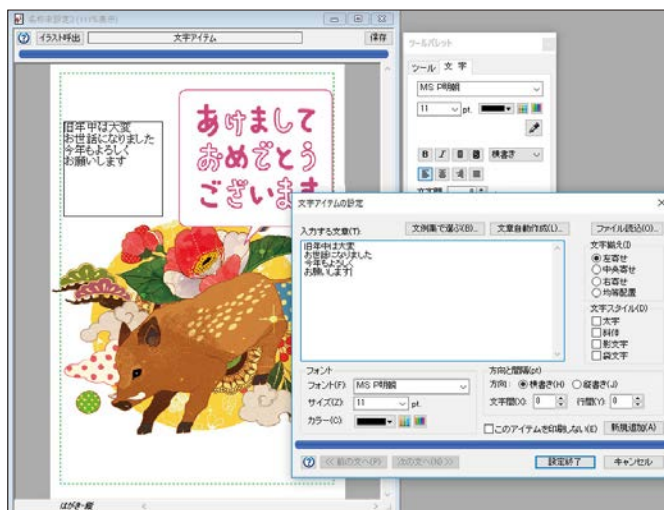 名称未設定2(111%表示)
イラスト呼出
文字アイテム
保存
旧年中は大変
お世話になりました
今年もよろしく
お願いします
あけまして
おめでとう
ございます
はがき・縦
ツールパレット
ツール
文字
MS P明朝
11
pt.
B
I
横書き
文字アイテムの設定
入力する文章(T):
文例集で選ぶ(B)...
文章自動作成(L)...
ファイル読込(O)...
旧年中は大変
お世話になりました
今年もよろしく
お願いします
文字揃え(I)
左寄せ
中央寄せ
右寄せ
均等配置
文字スタイル(D)
太字
斜体
影文字
袋文字
フォント
フォント(F):
MS P明朝
サイズ(Z):
11
pt.
カラー(C):
方向と間隔(pt)
方向:
横書き(H)
縦書き(J)
文字間(X):
0
行間(Y):
0
このアイテムを印刷しない(E)
新規追加(A)
<< 前の文へ(P)
次の文へ(N) >>
設定終了
キャンセル